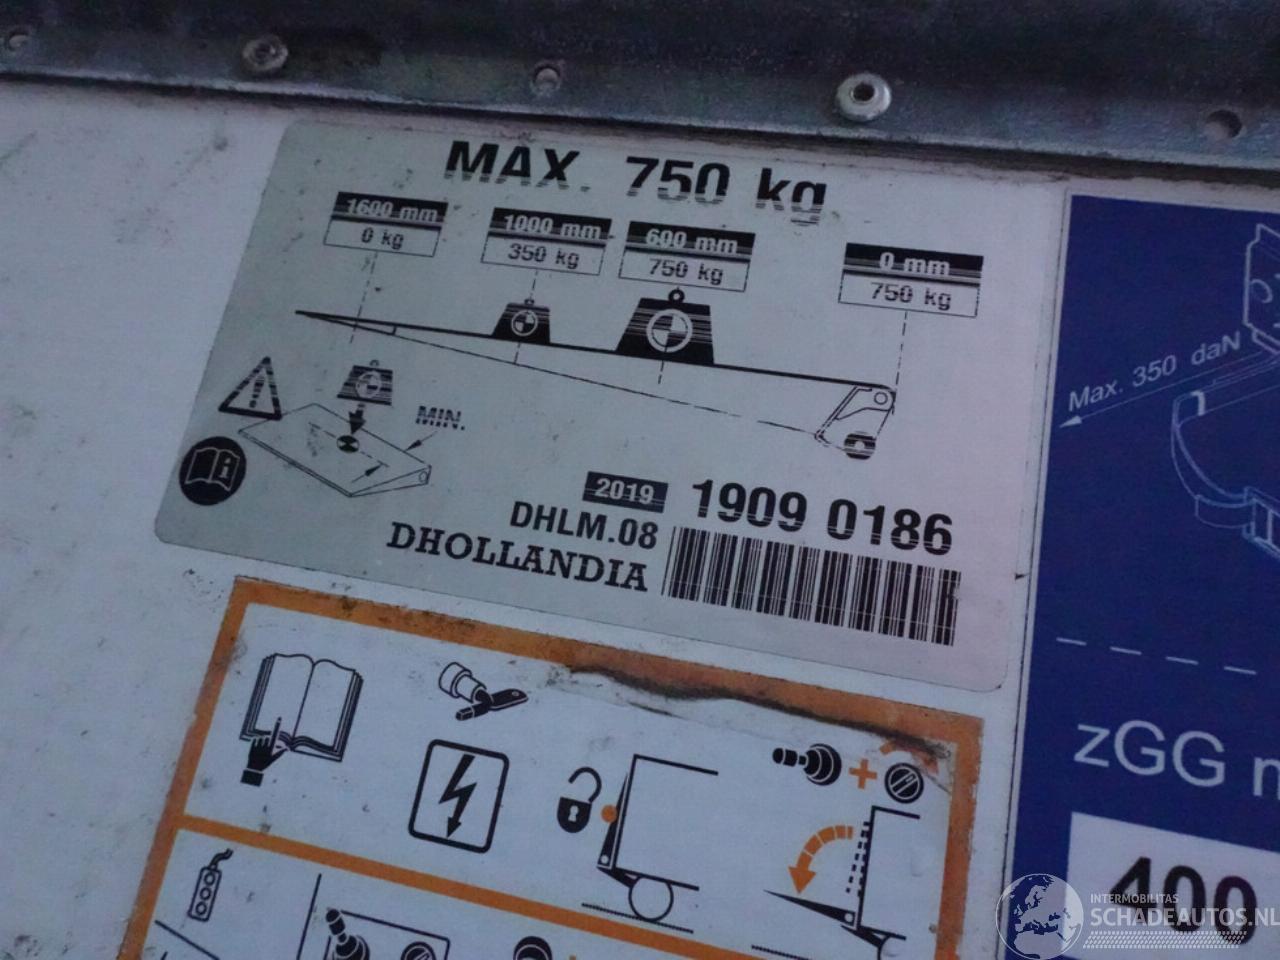 MAX. 750 kg
1600 mm
0 kg
1000 mm
350 kg
600 mm
750 kg
0 mm
750 kg
MIN.
2019 1909 0186
DHLM.08
DHOLLANDIA
Max. 350 daN
zGG
400
INTERMOBILITAS
SCHADEAUTOS.NL